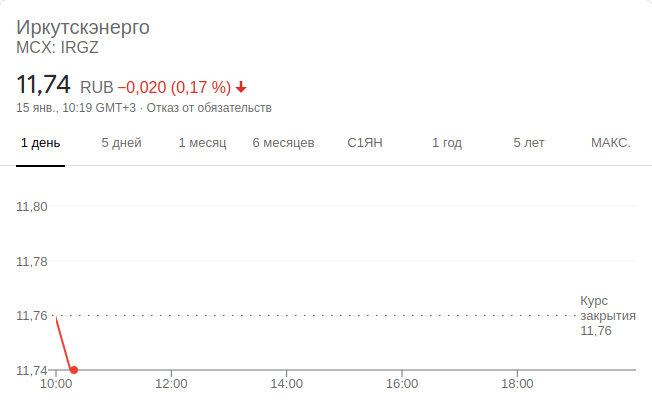 Иркутскэнерго
MCX: IRGZ
11,74 RUB −0,020 (0,17 %)
15 янв., 10:19 GMT+3 · Отказ от обязательств
1 день 5 дней 1 месяц 6 месяцев С1ЯН 1 год 5 лет МАКС.
11,80
11,78
11,76
Курс
закрытия
11,76
11,74
10:00 12:00 14:00 16:00 18:00